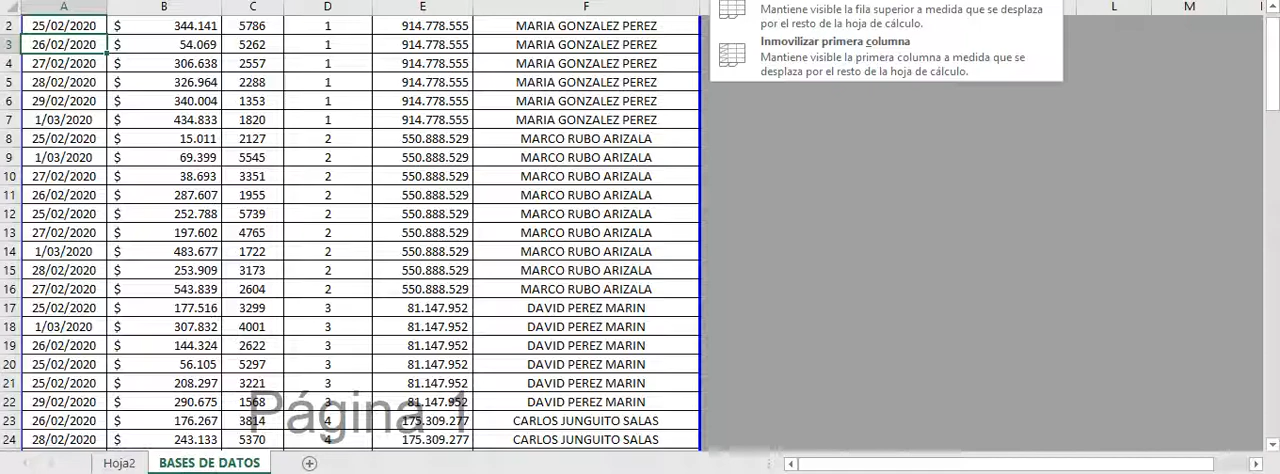 A B C D E F L M
Mantiene visible la fila superior a medida que se desplaza
por el resto de la hoja de cálculo.
Inmovilizar primera columna
Mantiene visible la primera columna a medida que se
desplaza por el resto de la hoja de cálculo.
2 25/02/2020 $ 344.141 5786 1 914.778.555 MARIA GONZALEZ PEREZ
3 26/02/2020 $ 54.069 5262 1 914.778.555 MARIA GONZALEZ PEREZ
4 27/02/2020 $ 306.638 2557 1 914.778.555 MARIA GONZALEZ PEREZ
5 28/02/2020 $ 326.964 2288 1 914.778.555 MARIA GONZALEZ PEREZ
6 29/02/2020 $ 340.004 1353 1 914.778.555 MARIA GONZALEZ PEREZ
7 1/03/2020 $ 434.833 1820 1 914.778.555 MARIA GONZALEZ PEREZ
8 25/02/2020 $ 15.011 2127 2 550.888.529 MARCO RUBO ARIZALA
9 1/03/2020 $ 69.399 5545 2 550.888.529 MARCO RUBO ARIZALA
10 27/02/2020 $ 38.693 3351 2 550.888.529 MARCO RUBO ARIZALA
11 26/02/2020 $ 287.607 1955 2 550.888.529 MARCO RUBO ARIZALA
12 25/02/2020 $ 252.788 5739 2 550.888.529 MARCO RUBO ARIZALA
13 27/02/2020 $ 197.602 4765 2 550.888.529 MARCO RUBO ARIZALA
14 1/03/2020 $ 483.677 1722 2 550.888.529 MARCO RUBO ARIZALA
15 28/02/2020 $ 253.909 3173 2 550.888.529 MARCO RUBO ARIZALA
16 27/02/2020 $ 543.839 2604 2 550.888.529 MARCO RUBO ARIZALA
17 25/02/2020 $ 177.516 3299 3 81.147.952 DAVID PEREZ MARIN
18 1/03/2020 $ 307.832 4001 3 81.147.952 DAVID PEREZ MARIN
19 26/02/2020 $ 144.324 2622 3 81.147.952 DAVID PEREZ MARIN
20 25/02/2020 $ 56.105 5297 3 81.147.952 DAVID PEREZ MARIN
21 25/02/2020 $ 208.297 3221 3 81.147.952 DAVID PEREZ MARIN
22 29/02/2020 $ 290.675 1568 3 81.147.952 DAVID PEREZ MARIN
Página 1
23 26/02/2020 $ 176.267 3814 4 175.309.277 CARLOS JUNGUITO SALAS
24 28/02/2020 $ 243.133 5370 4 175.309.277 CARLOS JUNGUITO SALAS
Hoja2 BASES DE DATOS